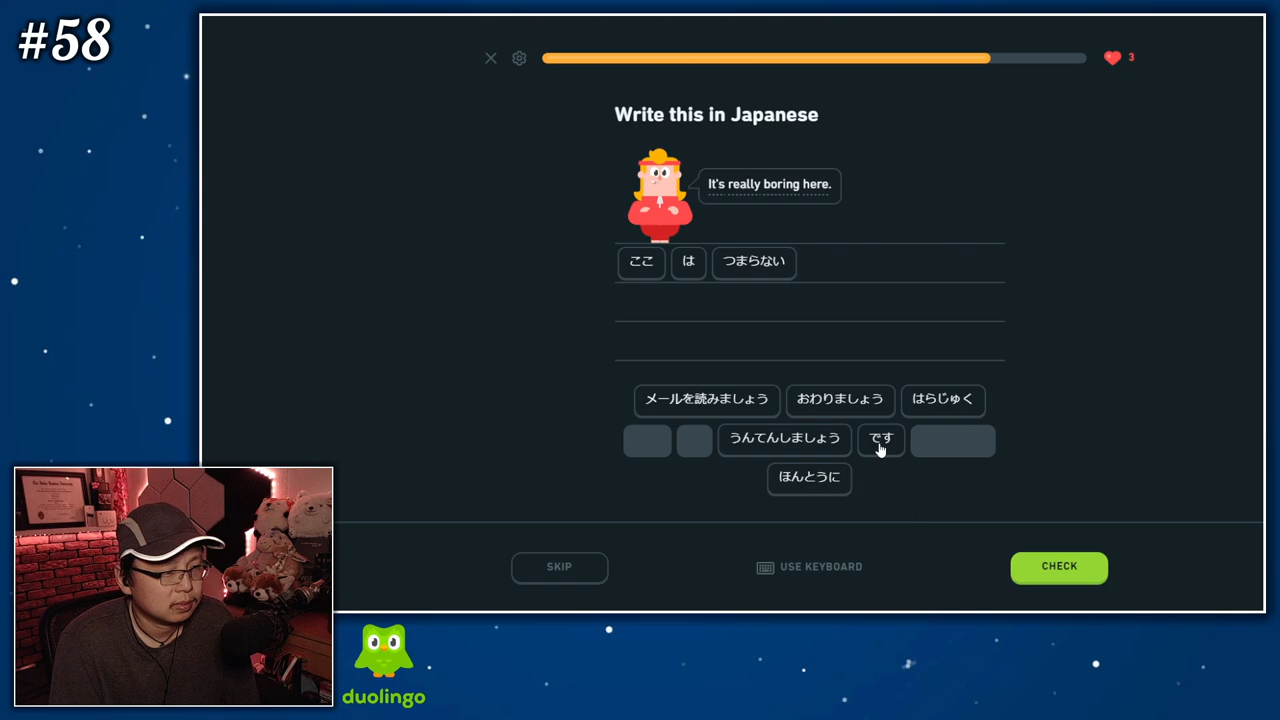 #58
3
Write this in Japanese
It's really boring here.
ここ は つまらない
メールを読みましょう おわりましょう はらじゅく
うんてんしましょう です
ほんとうに
SKIP
USE KEYBOARD
CHECK
duolingo